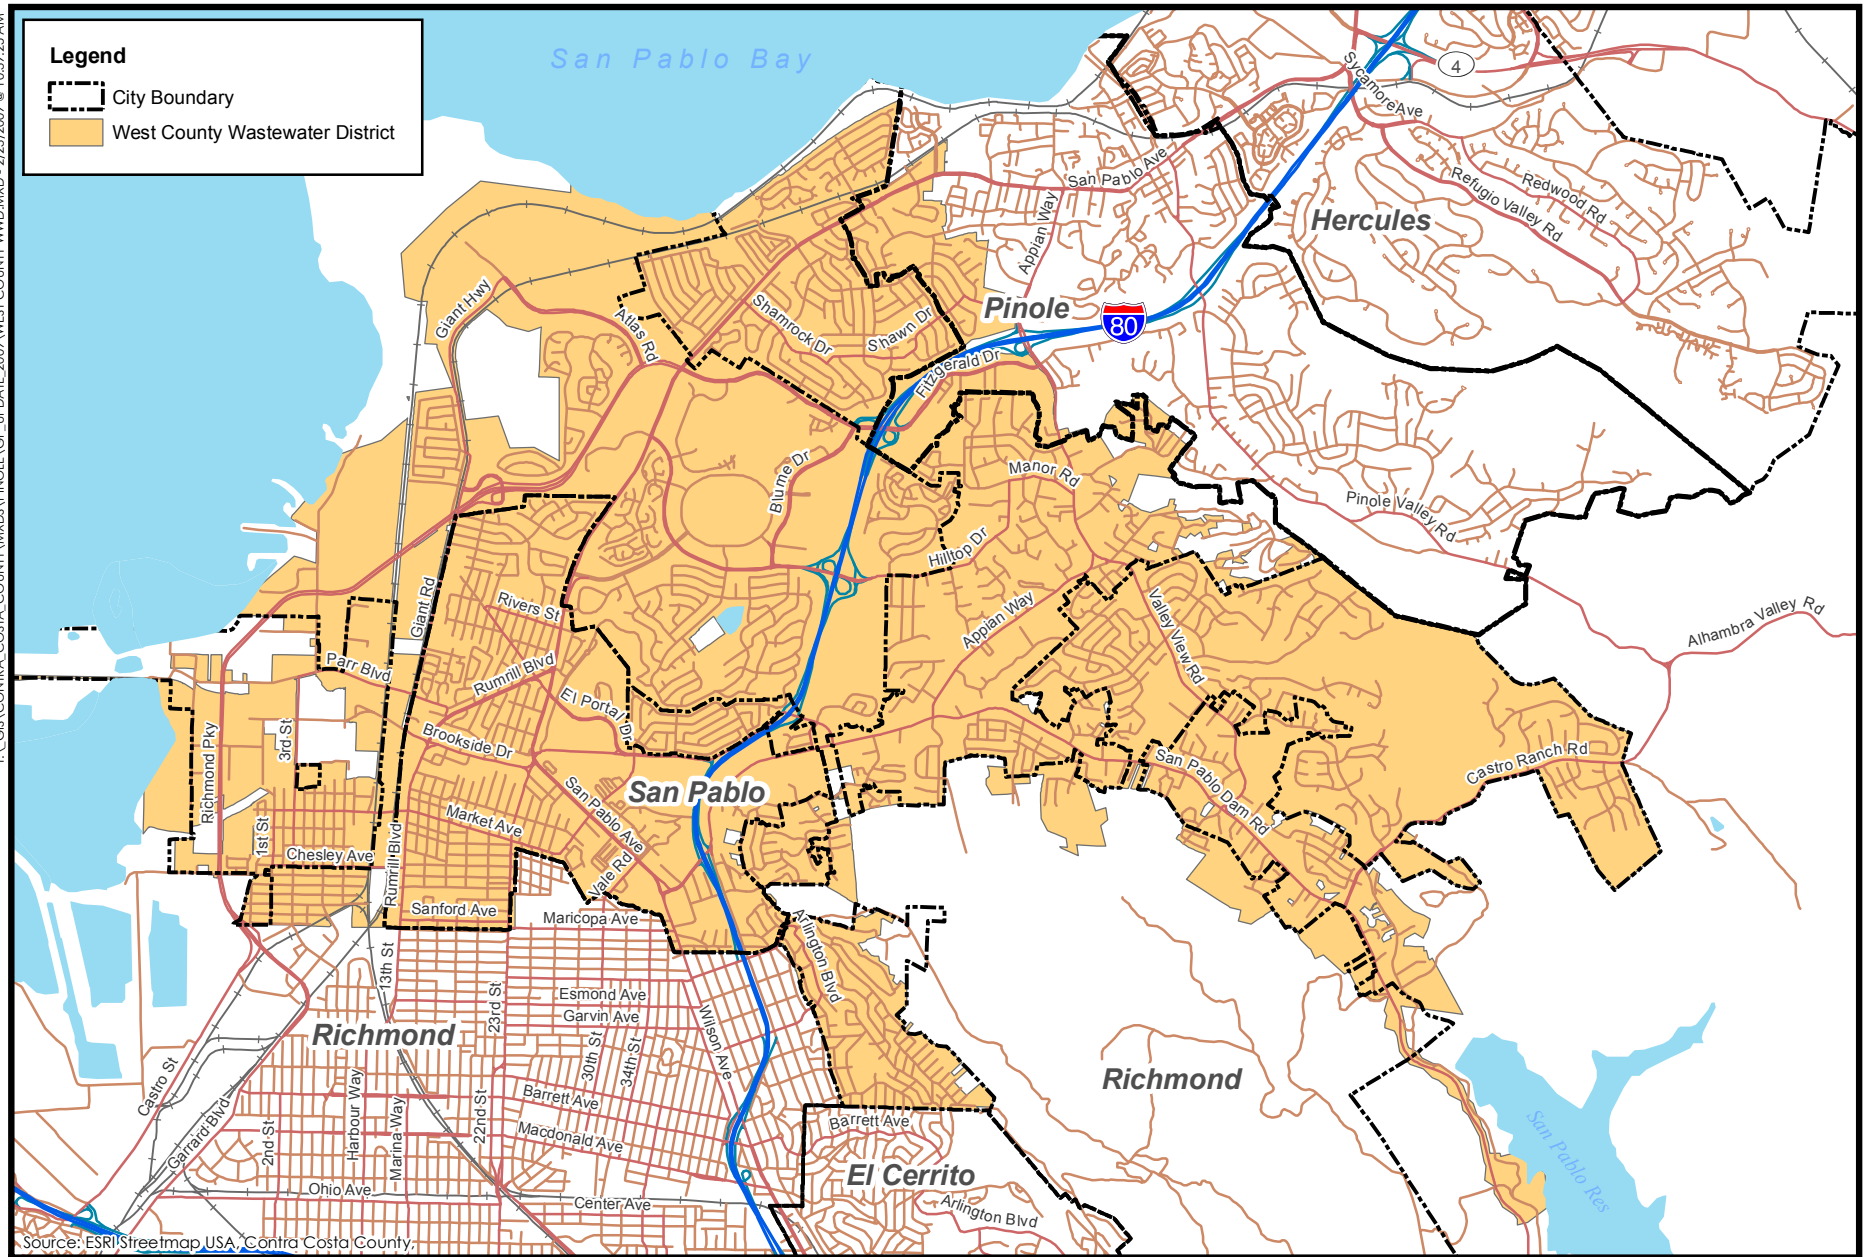 Legend
City Boundary
West County Wastewater District
San Pablo Bay
4
Sycamore Ave
San Pablo Ave
Appian Way
Redwood Rd
Refugio Valley Rd
Hercules
Giant Hwy
Atlas Rd
Shamrock Dr
Shawn Dr
Pinole
80
Fitzgerald Dr
Blume Dr
Manor Rd
Pinole Valley Rd
Hilltop Dr
Giant Rd
Rivers St
Appian Way
Valley View Rd
Alhambra Valley Rd
Parr Blvd
Rumrill Blvd
El Portal Dr
3rd St
Richmond Pky
Brookside Dr
San Pablo
San Pablo Ave
San Pablo Dam Rd
Castro Ranch Rd
Market Ave
1st St
Chesley Ave
Rumrill Blvd
Vale Rd
Sanford Ave
Maricopa Ave
Arlington Blvd
13th St
23rd St
Esmond Ave
Garvin Ave
Wilson Ave
Richmond
30th St
34th St
Richmond
Castro St
Garrard Blvd
2nd St
Harbour Way
Marina Way
22nd St
Barrett Ave
Macdonald Ave
Barrett Ave
El Cerrito
San Pablo Res
Ohio Ave
Center Ave
Arlington Blvd
Source: ESRI Streetmap USA, Contra Costa County,